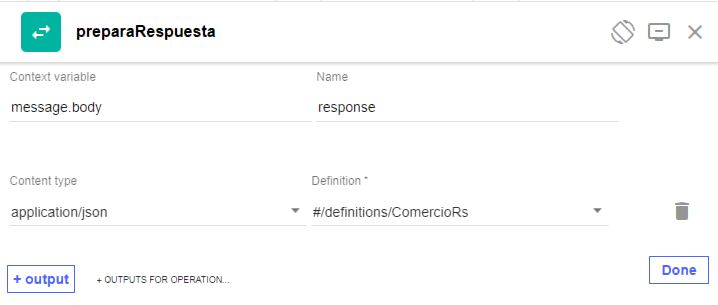 preparaRespuesta
Context variable
Name
message.body
response
Content type
Definition *
application/json
#/definitions/ComercioRs
+ output
+ OUTPUTS FOR OPERATION...
Done